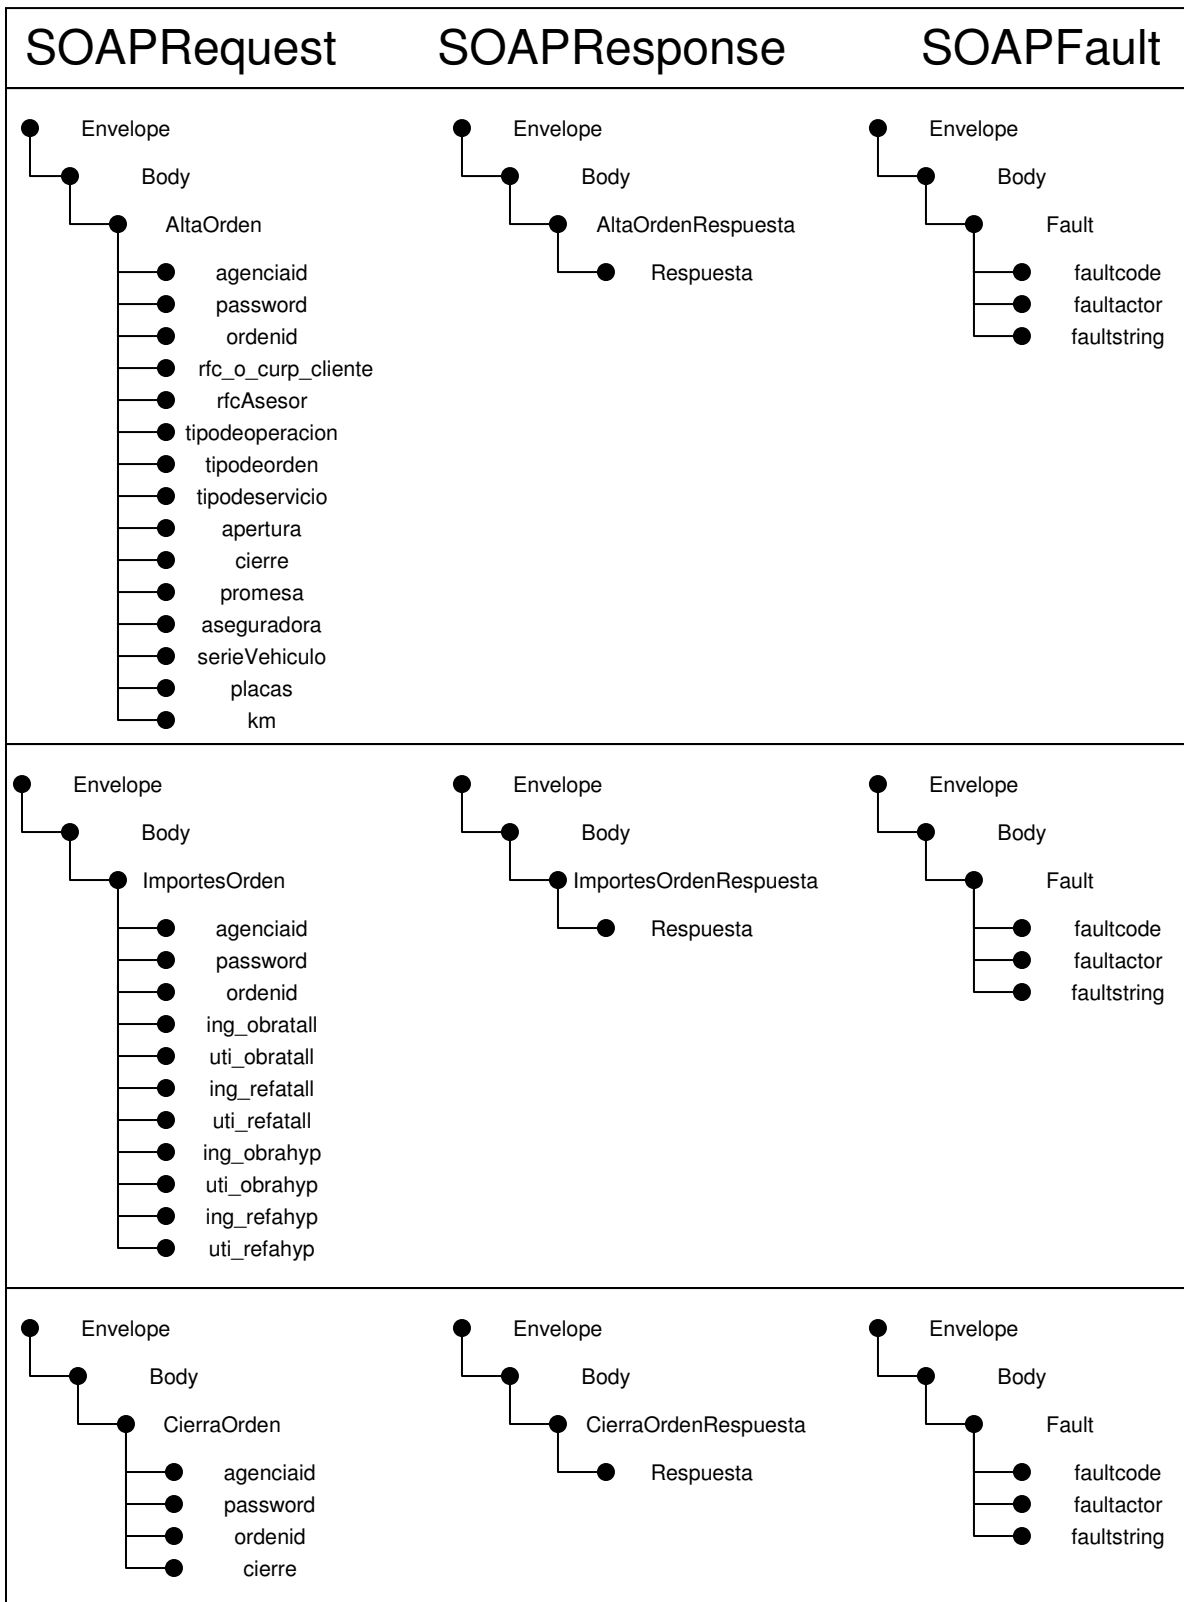 SOAPRequest SOAPResponse SOAPFault
Envelope Envelope Envelope
Body Body Body
AltaOrden AltaOrdenRespuesta Fault
agenciaid Respuesta faultcode
password faultactor
ordenid faultstring
rfc_o_curp_cliente
rfcAsesor
tipodeoperacion
tipodeorden
tipodeservicio
apertura
cierre
promesa
aseguradora
serieVehiculo
placas
km
Envelope Envelope Envelope
Body Body Body
ImportesOrden ImportesOrdenRespuesta Fault
agenciaid Respuesta faultcode
password faultactor
ordenid faultstring
ing_obratall
uti_obratall
ing_refatall
uti_refatall
ing_obrahyp
uti_obrahyp
ing_refahyp
uti_refahyp
Envelope Envelope Envelope
Body Body Body
CierraOrden CierraOrdenRespuesta Fault
agenciaid Respuesta faultcode
password faultactor
ordenid faultstring
cierre